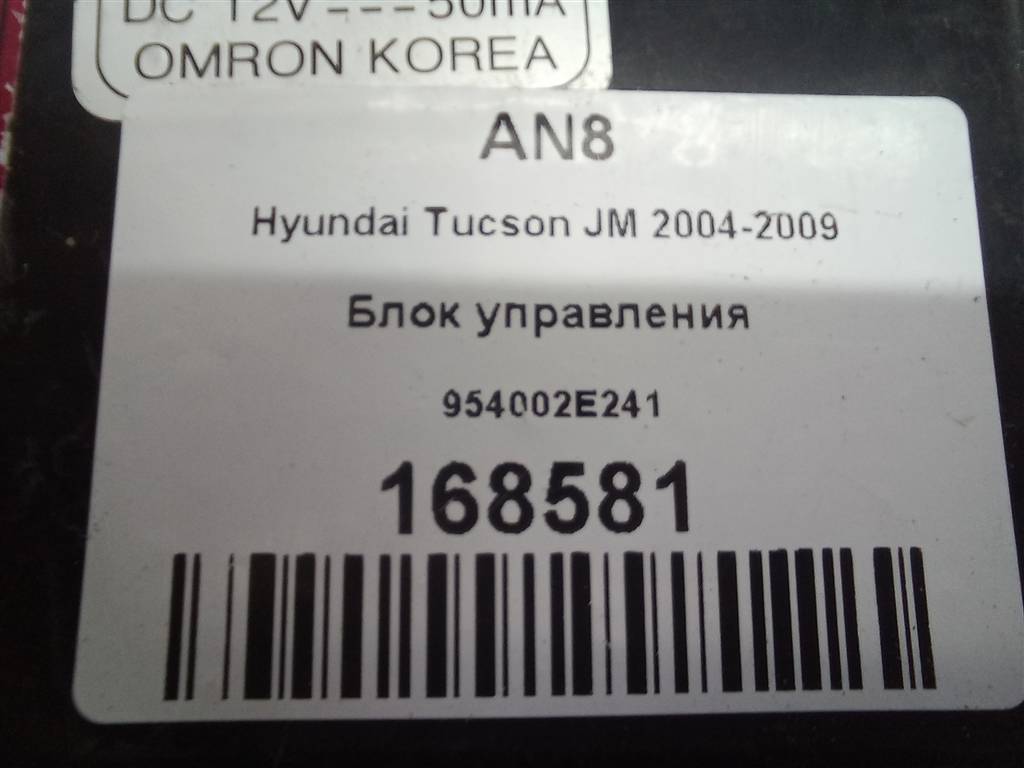 DC 12V --- 50mA
OMRON KOREA
AN8
Hyundai Tucson JM 2004-2009
Блок управления
954002E241
168581